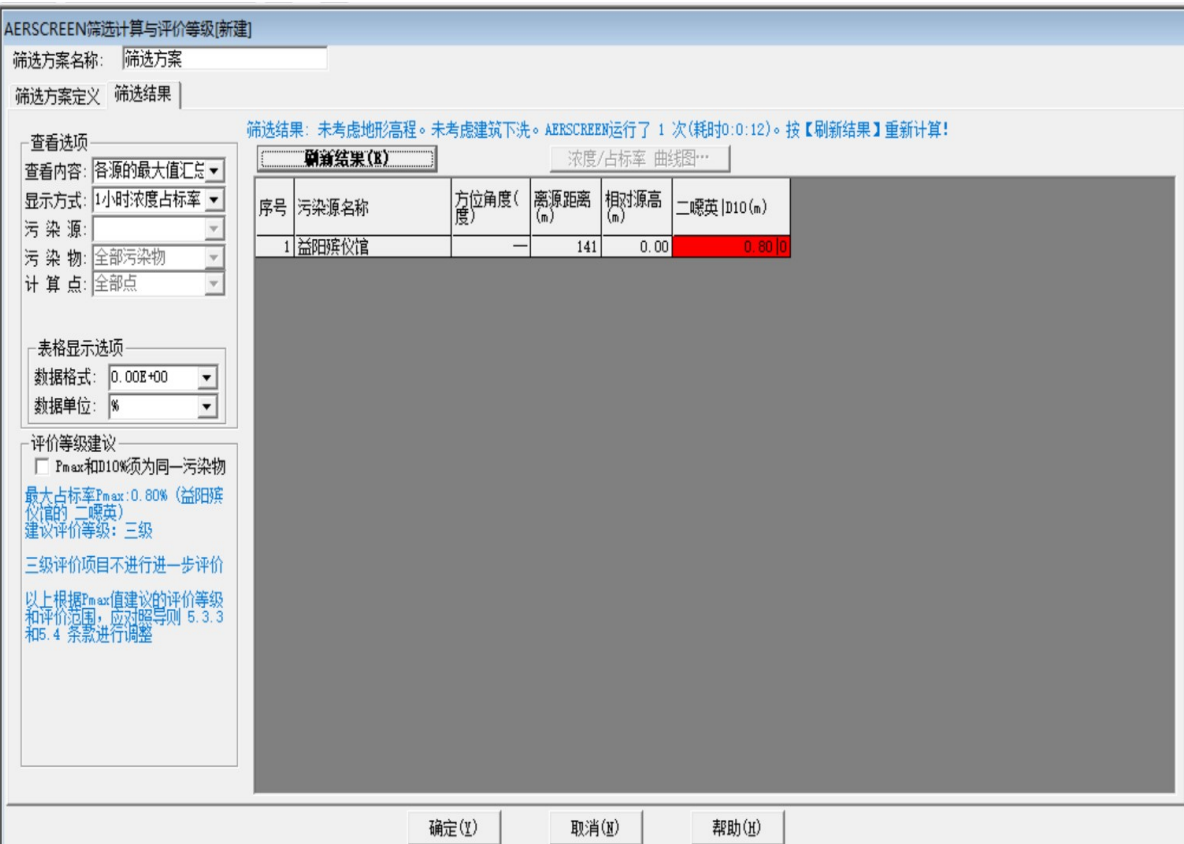 AERSCREEN筛选计算与评价等级[新建]
筛选方案名称: 筛选方案
筛选方案定义 筛选结果
筛选结果: 未考虑地形高程。未考虑建筑下洗。AERSCREEN运行了 1 次(耗时0:0:12)。按【刷新结果】重新计算!
刷新结果(R) 浓度/占标率 曲线图…
查看选项
查看内容: 各源的最大值汇总
显示方式: 1小时浓度占标率
污 染 源:
污 染 物: 全部污染物
计 算 点: 全部点
序号 污染源名称 方位角度(度) 离源距离(m) 相对源高(m) 二噁英|D10(m)
1 益阳殡仪馆 — 141 0.00 0.80|0
表格显示选项
数据格式: 0.00E+00
数据单位: %
评价等级建议
Pmax和D10%须为同一污染物
最大占标率Pmax:0.80% (益阳殡
仪馆的 二噁英)
建议评价等级: 三级
三级评价项目不进行进一步评价
以上根据Pmax值建议的评价等级
和评价范围,应对照导则 5.3.3
和5.4 条款进行调整
确定(Y) 取消(N) 帮助(H)